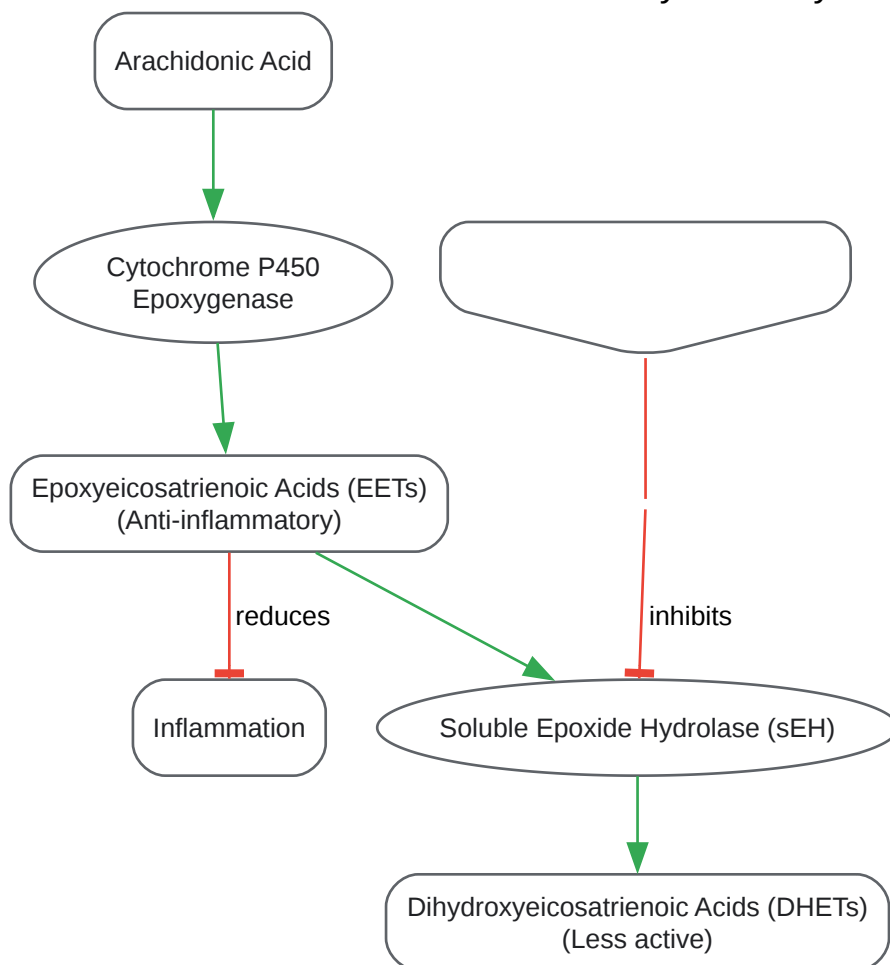 Arachidonic Acid
Cytochrome P450
Epoxygenase
Epoxyeicosatrienoic Acids (EETs)
(Anti-inflammatory)
reduces
inhibits
Inflammation
Soluble Epoxide Hydrolase (sEH)
Dihydroxyeicosatrienoic Acids (DHETs)
(Less active)